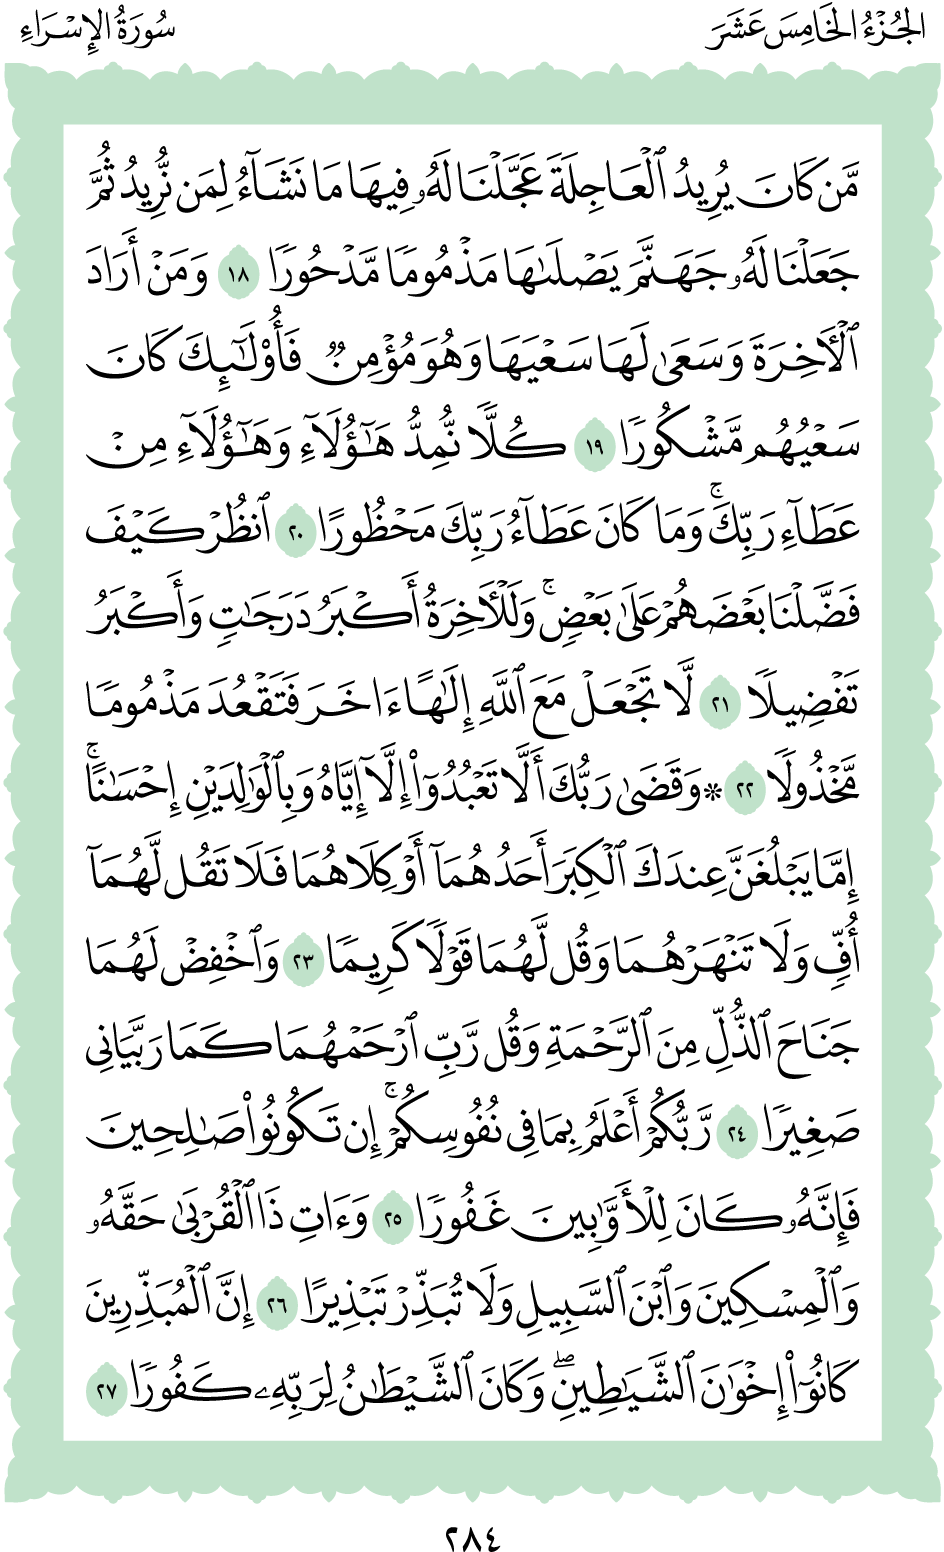 الجُزْءُ الخَامِسَ عَشَرَ
سُورَةُ الإِسْرَاءِ
مَّن كَانَ يُرِيدُ ٱلْعَاجِلَةَ عَجَّلْنَا لَهُۥ فِيهَا مَا نَشَآءُ لِمَن نُّرِيدُ ثُمَّ
جَعَلْنَا لَهُۥ جَهَنَّمَ يَصْلَىٰهَا مَذْمُومًا مَّدْحُورًا ١٨ وَمَنْ أَرَادَ
ٱلْأَخِرَةَ وَسَعَىٰ لَهَا سَعْيَهَا وَهُوَ مُؤْمِنٌ فَأُو۟لَٰٓئِكَ كَانَ
سَعْيُهُم مَّشْكُورًا ١٩ كُلًّا نُّمِدُّ هَٰٓؤُلَآءِ وَهَٰٓؤُلَآءِ مِنْ
عَطَآءِ رَبِّكَۚ وَمَا كَانَ عَطَآءُ رَبِّكَ مَحْظُورًا ٢٠ ٱنظُرْ كَيْفَ
فَضَّلْنَا بَعْضَهُمْ عَلَىٰ بَعْضٍۚ وَلَلْأَخِرَةُ أَكْبَرُ دَرَجَٰتٍ وَأَكْبَرُ
تَفْضِيلًا ٢١ لَّا تَجْعَلْ مَعَ ٱللَّهِ إِلَٰهًا ءَاخَرَ فَتَقْعُدَ مَذْمُومًا
مَّخْذُولًا ٢٢ * وَقَضَىٰ رَبُّكَ أَلَّا تَعْبُدُوٓا۟ إِلَّآ إِيَّاهُ وَبِٱلْوَٰلِدَيْنِ إِحْسَٰنًاۚ
إِمَّا يَبْلُغَنَّ عِندَكَ ٱلْكِبَرَ أَحَدُهُمَآ أَوْ كِلَاهُمَا فَلَا تَقُل لَّهُمَآ
أُفٍّ وَلَا تَنْهَرْهُمَا وَقُل لَّهُمَا قَوْلًا كَرِيمًا ٢٣ وَٱخْفِضْ لَهُمَا
جَنَاحَ ٱلذُّلِّ مِنَ ٱلرَّحْمَةِ وَقُل رَّبِّ ٱرْحَمْهُمَا كَمَا رَبَّيَانِى
صَغِيرًا ٢٤ رَّبُّكُمْ أَعْلَمُ بِمَا فِى نُفُوسِكُمْۚ إِن تَكُونُوا۟ صَٰلِحِينَ
فَإِنَّهُۥ كَانَ لِلْأَوَّٰبِينَ غَفُورًا ٢٥ وَءَاتِ ذَا ٱلْقُرْبَىٰ حَقَّهُۥ
وَٱلْمِسْكِينَ وَٱبْنَ ٱلسَّبِيلِ وَلَا تُبَذِّرْ تَبْذِيرًا ٢٦ إِنَّ ٱلْمُبَذِّرِينَ
كَانُوٓا۟ إِخْوَٰنَ ٱلشَّيَٰطِينِۖ وَكَانَ ٱلشَّيْطَٰنُ لِرَبِّهِۦ كَفُورًا ٢٧
٢٨٤